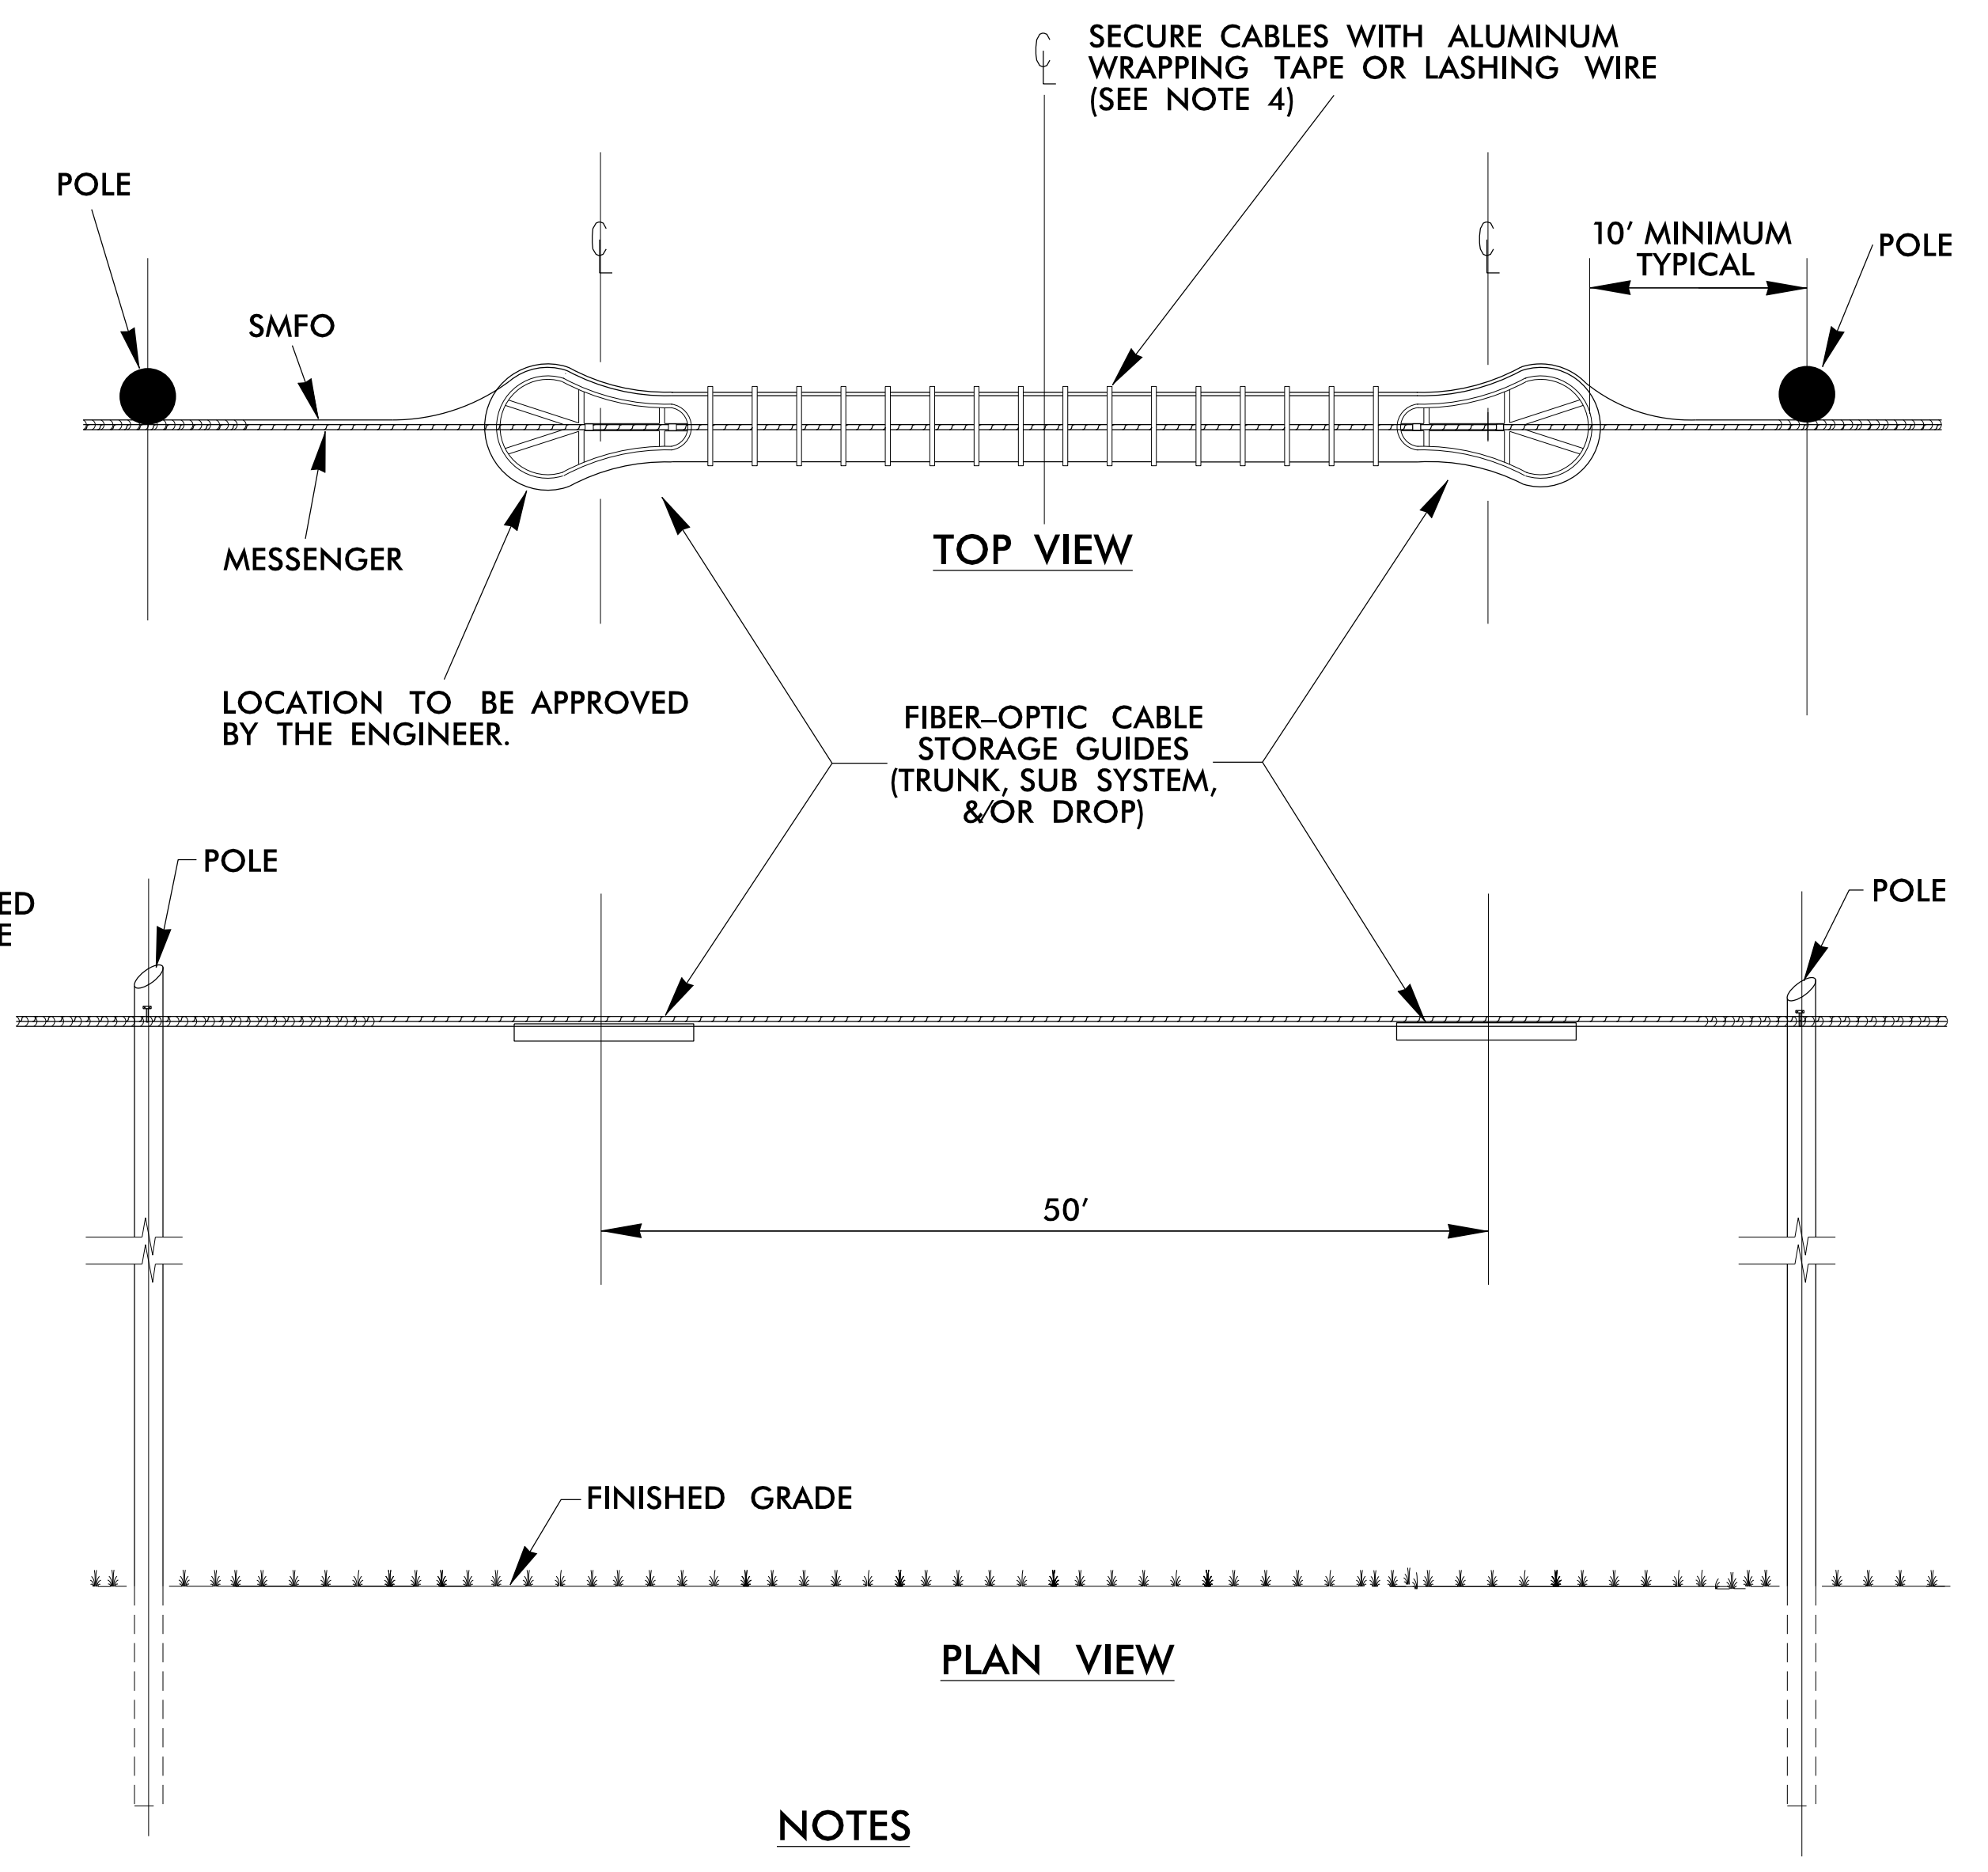 SECURE CABLES WITH ALUMINUM
WRAPPING TAPE OR LASHING WIRE
(SEE NOTE 4)
POLE
10' MINIMUM
TYPICAL
POLE
SMFO
MESSENGER
TOP VIEW
LOCATION TO BE APPROVED
BY THE ENGINEER.
FIBER–OPTIC CABLE
STORAGE GUIDES
(TRUNK, SUB SYSTEM,
&/OR DROP)
POLE
POLE
50'
FINISHED GRADE
PLAN VIEW
NOTES